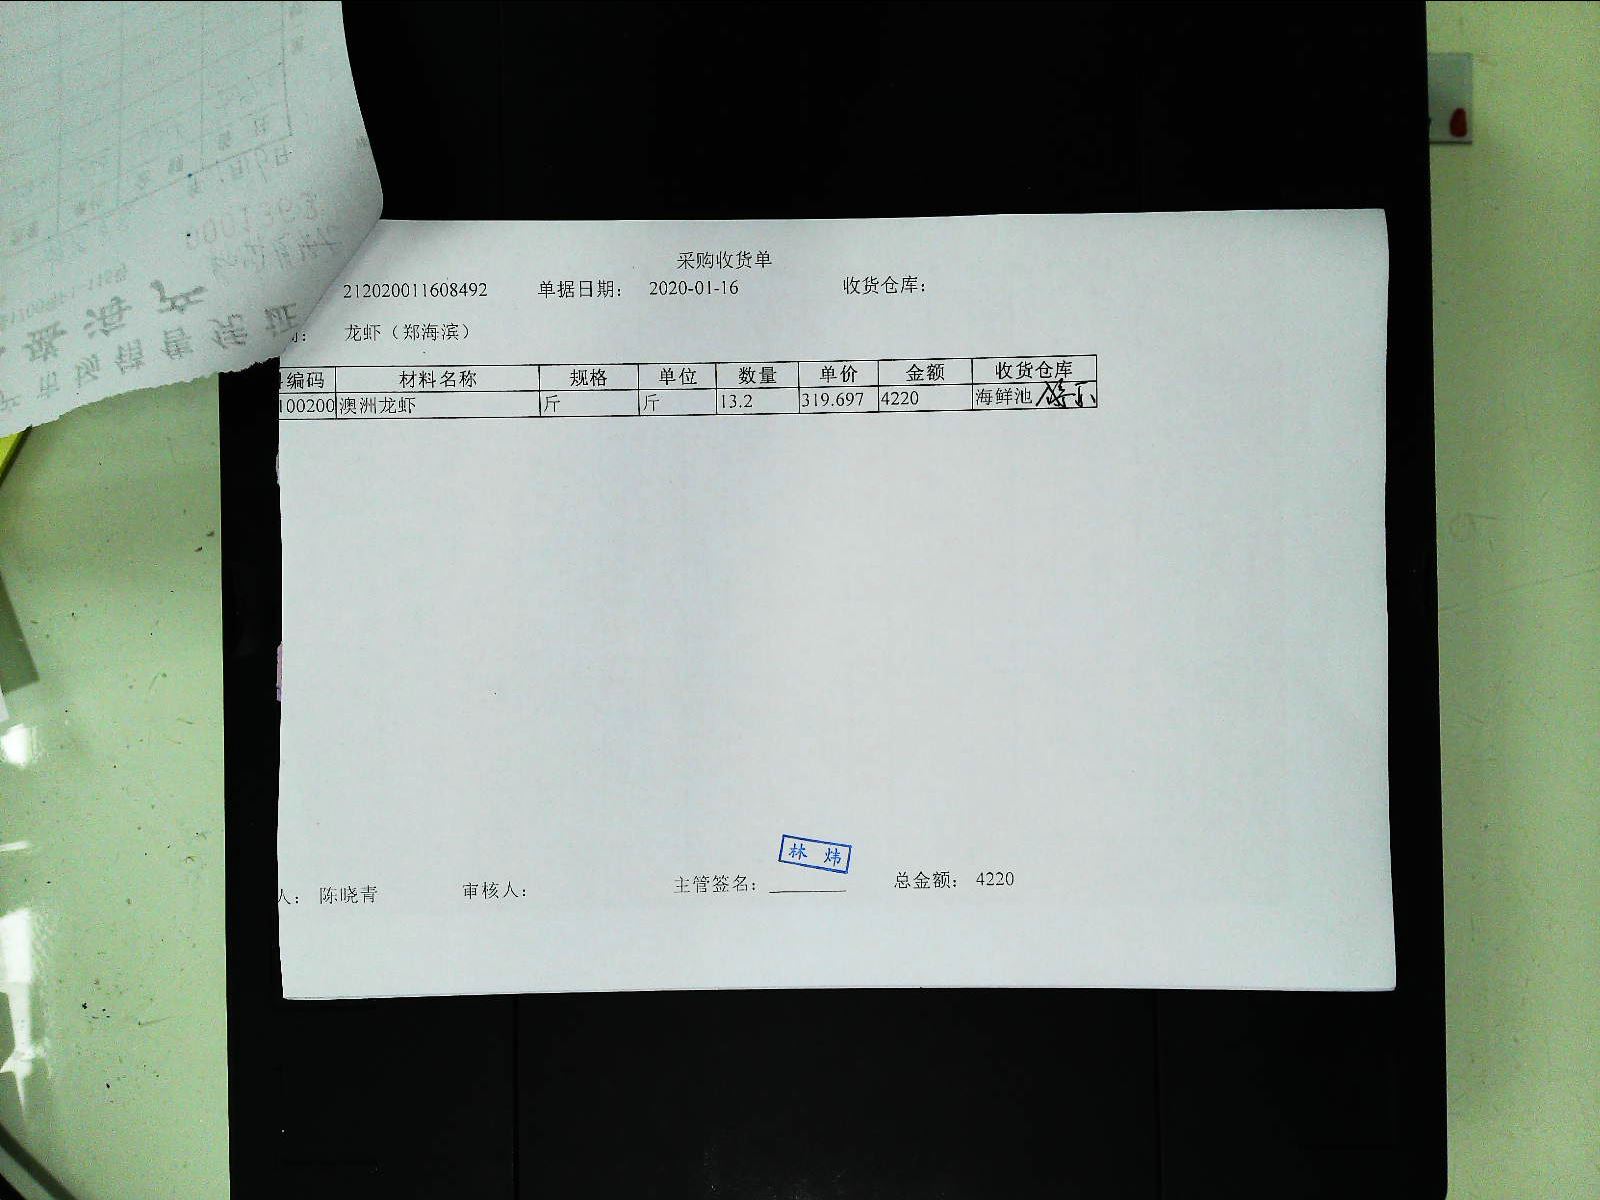 采购收货单
212020011608492 单据日期： 2020-01-16 收货仓库：
龙虾（郑海滨）
编码 材料名称 规格 单位 数量 单价 金额 收货仓库
100200 澳洲龙虾 斤 斤 13.2 319.697 4220 海鲜池
林 炜
人： 陈晓青 审核人： 主管签名： 总金额： 4220